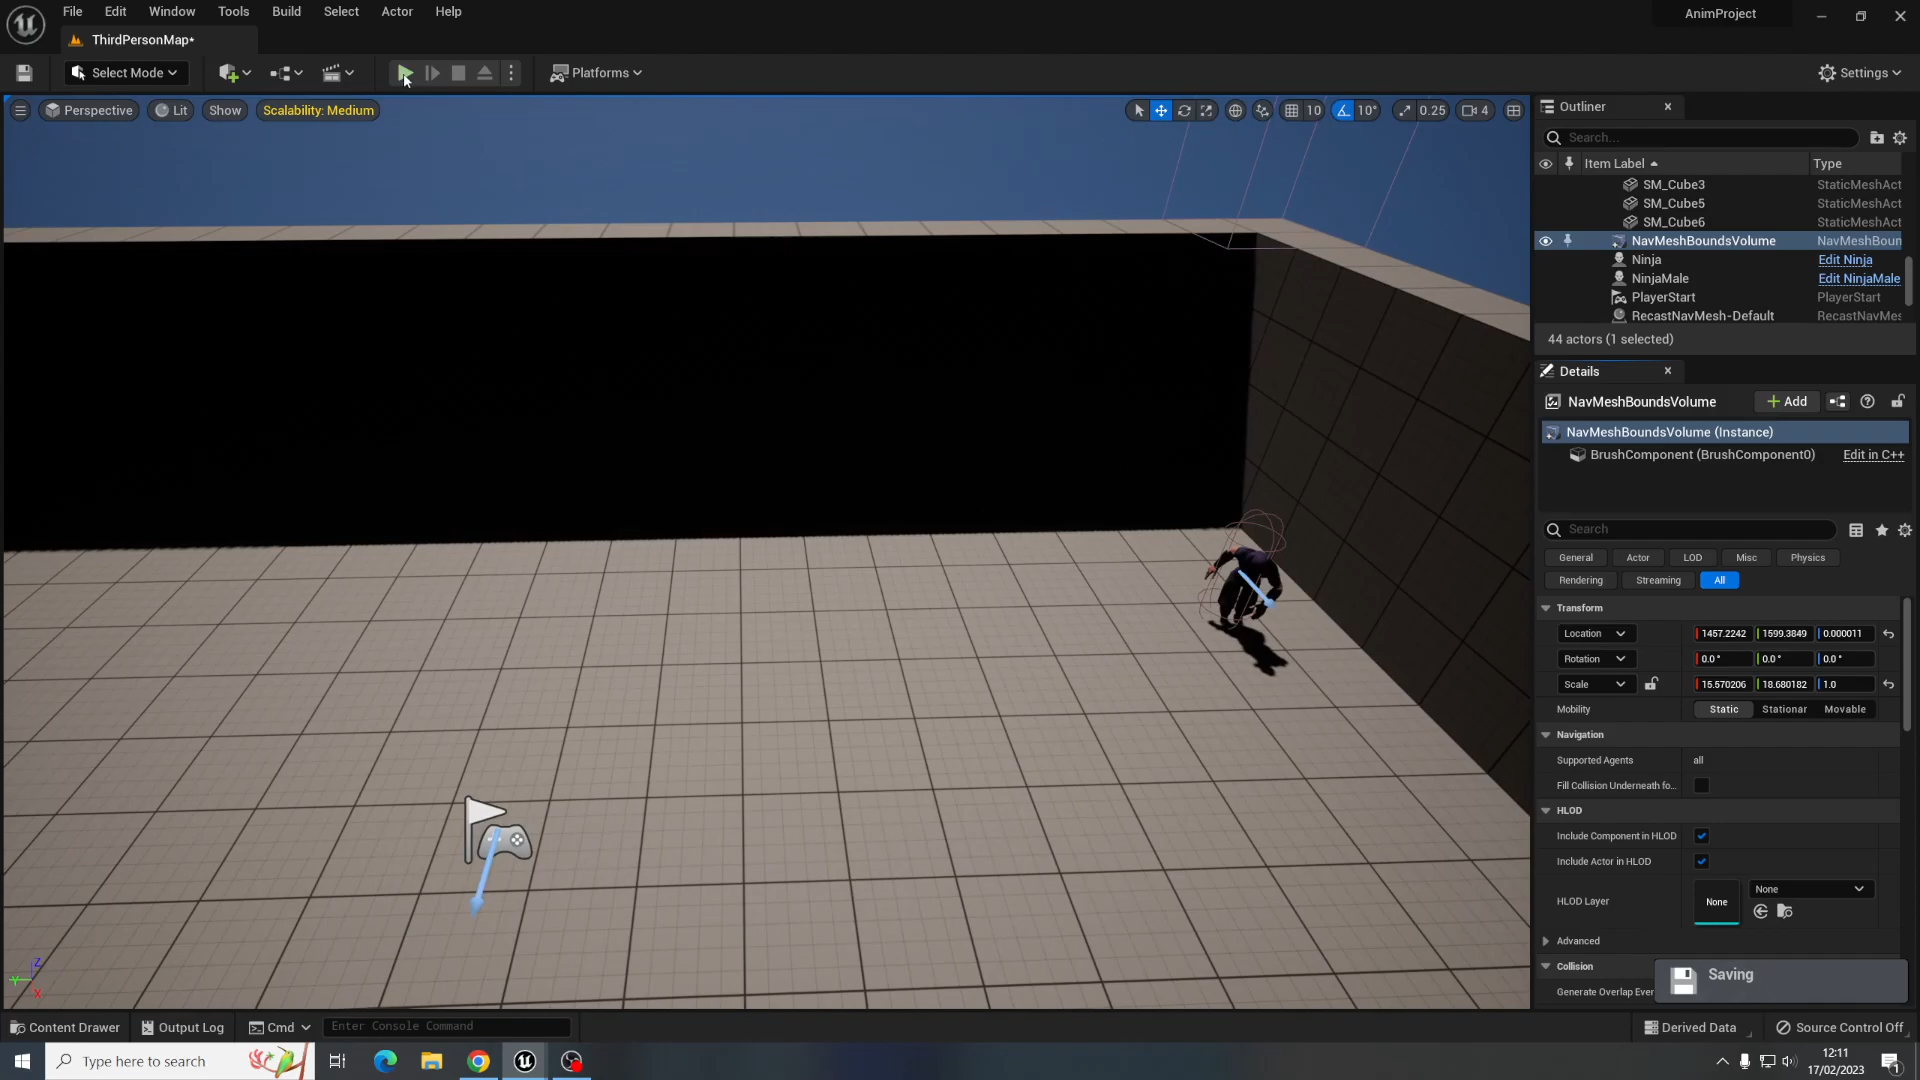 File Edit Window Tools Build Select Actor Help
AnimProject
ThirdPersonMap*
Select Mode
Platforms
Settings
Perspective Lit Show Scalability: Medium
10 10° 0.25 4
Outliner
Search...
Item Label Type
SM_Cube3 StaticMeshAct
SM_Cube5 StaticMeshAct
SM_Cube6 StaticMeshAct
NavMeshBoundsVolume NavMeshBoun
Ninja Edit Ninja
NinjaMale Edit NinjaMale
PlayerStart PlayerStart
RecastNavMesh-Default RecastNavMes
44 actors (1 selected)
Details
NavMeshBoundsVolume Add
NavMeshBoundsVolume (Instance)
BrushComponent (BrushComponent0) Edit in C++
Search
General Actor LOD Misc Physics
Rendering Streaming All
Transform
Location 1457.2242 1599.3849 0.000011
Rotation 0.0° 0.0° 0.0°
Scale 15.570206 18.680182 1.0
Mobility Static Stationar Movable
Navigation
Supported Agents all
Fill Collision Underneath fo...
HLOD
Include Component in HLOD
Include Actor in HLOD
HLOD Layer None None
Advanced
Collision
Generate Overlap Ever
Saving
Z
Y
X
Content Drawer Output Log Cmd Enter Console Command
Derived Data Source Control Off
Type here to search
12:11
17/02/2023
1